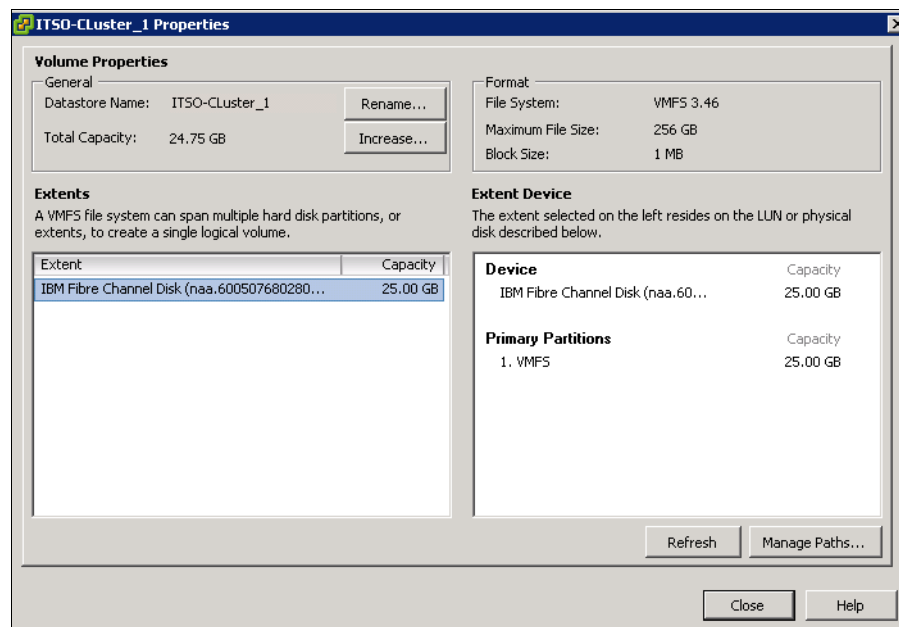 ITSO-CLuster_1 Properties
Volume Properties
General
Datastore Name: ITSO-CLuster_1 Rename...
Total Capacity: 24.75 GB Increase...
Format
File System: VMFS 3.46
Maximum File Size: 256 GB
Block Size: 1 MB
Extents
A VMFS file system can span multiple hard disk partitions, or
extents, to create a single logical volume.
Extent Capacity
IBM Fibre Channel Disk (naa.600507680280... 25.00 GB
Extent Device
The extent selected on the left resides on the LUN or physical
disk described below.
Device Capacity
IBM Fibre Channel Disk (naa.60... 25.00 GB
Primary Partitions Capacity
1. VMFS 25.00 GB
Refresh Manage Paths...
Close Help